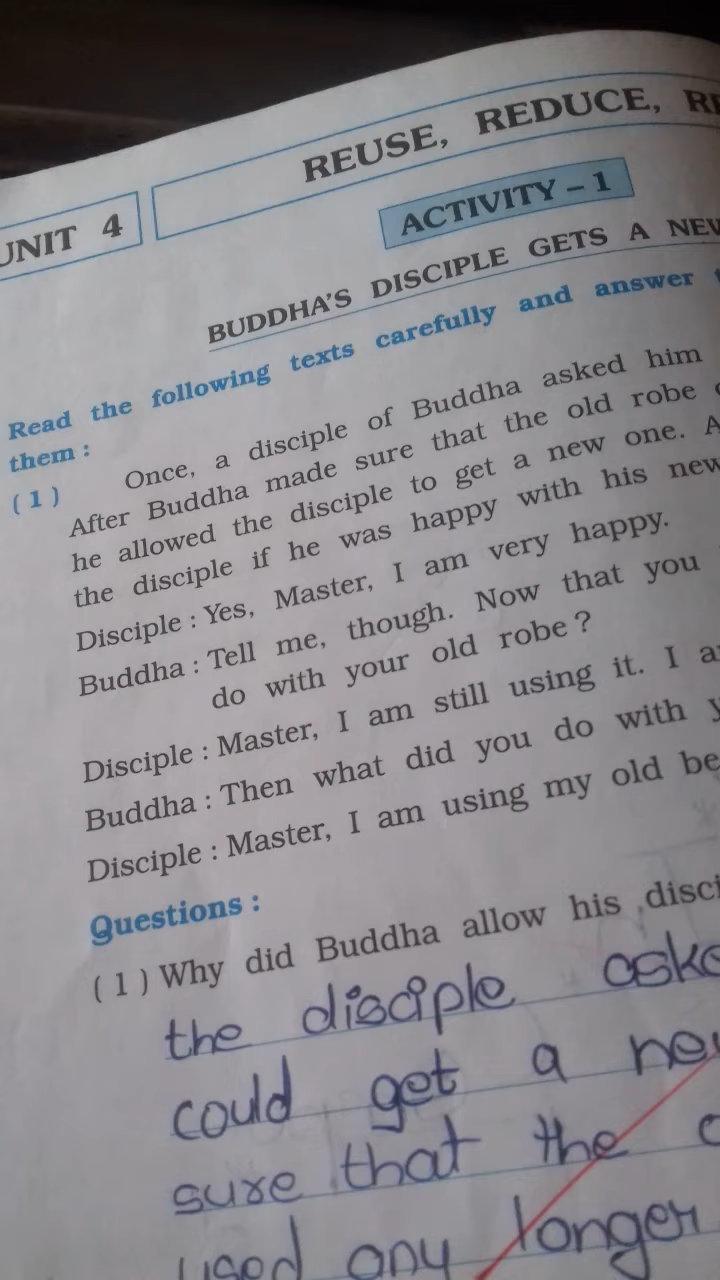 UNIT 4
REUSE, REDUCE,
ACTIVITY – 1
BUDDHA'S DISCIPLE GETS A
Read the following texts carefully and answer
them :
( 1 ) Once, a disciple of Buddha asked him
After Buddha made sure that the old robe
he allowed the disciple to get a new one.
the disciple if he was happy with his new
Disciple : Yes, Master, I am very happy.
Buddha : Tell me, though. Now that you
do with your old robe ?
Disciple : Master, I am still using it. I
Buddha : Then what did you do with
Disciple : Master, I am using my old
Questions :
( 1 ) Why did Buddha allow his
the disciple
could get a
sure that the
used any longer